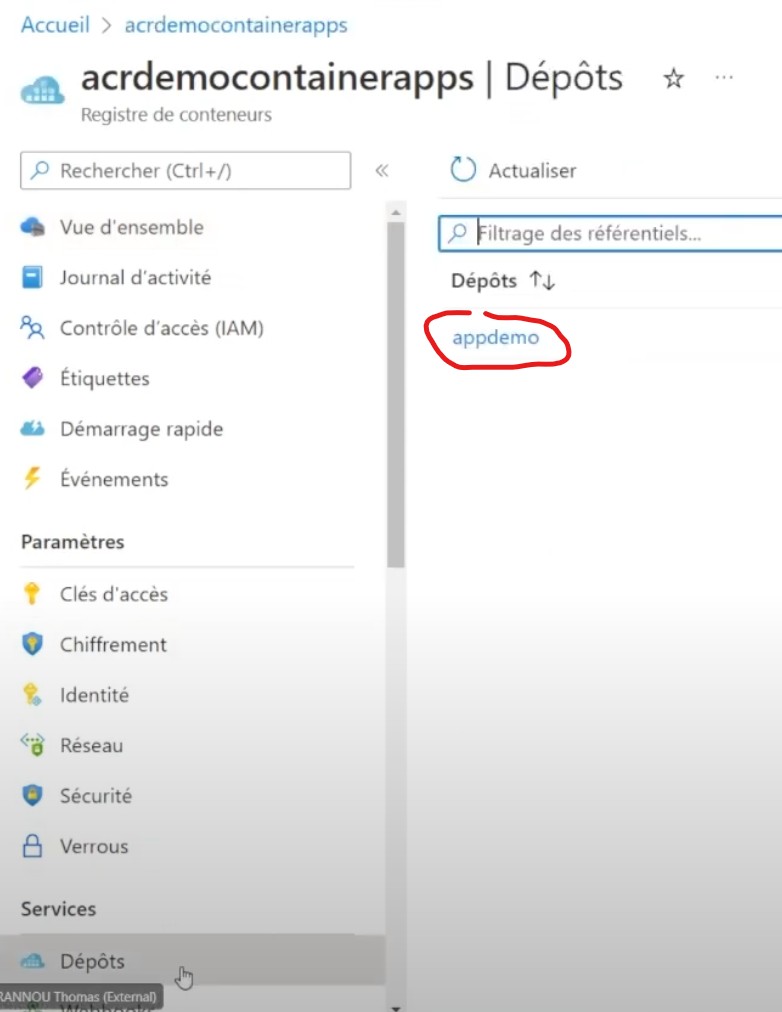 Accueil > acrdemocontainerapps
acrdemocontainerapps | Dépôts
Registre de conteneurs
Rechercher (Ctrl+/)
Vue d'ensemble
Journal d'activité
Contrôle d'accès (IAM)
Étiquettes
Démarrage rapide
Événements
Paramètres
Clés d'accès
Chiffrement
Identité
Réseau
Sécurité
Verrous
Services
Dépôts
RANNOU Thomas (External)
Actualiser
Filtrage des référentiels...
Dépôts
appdemo